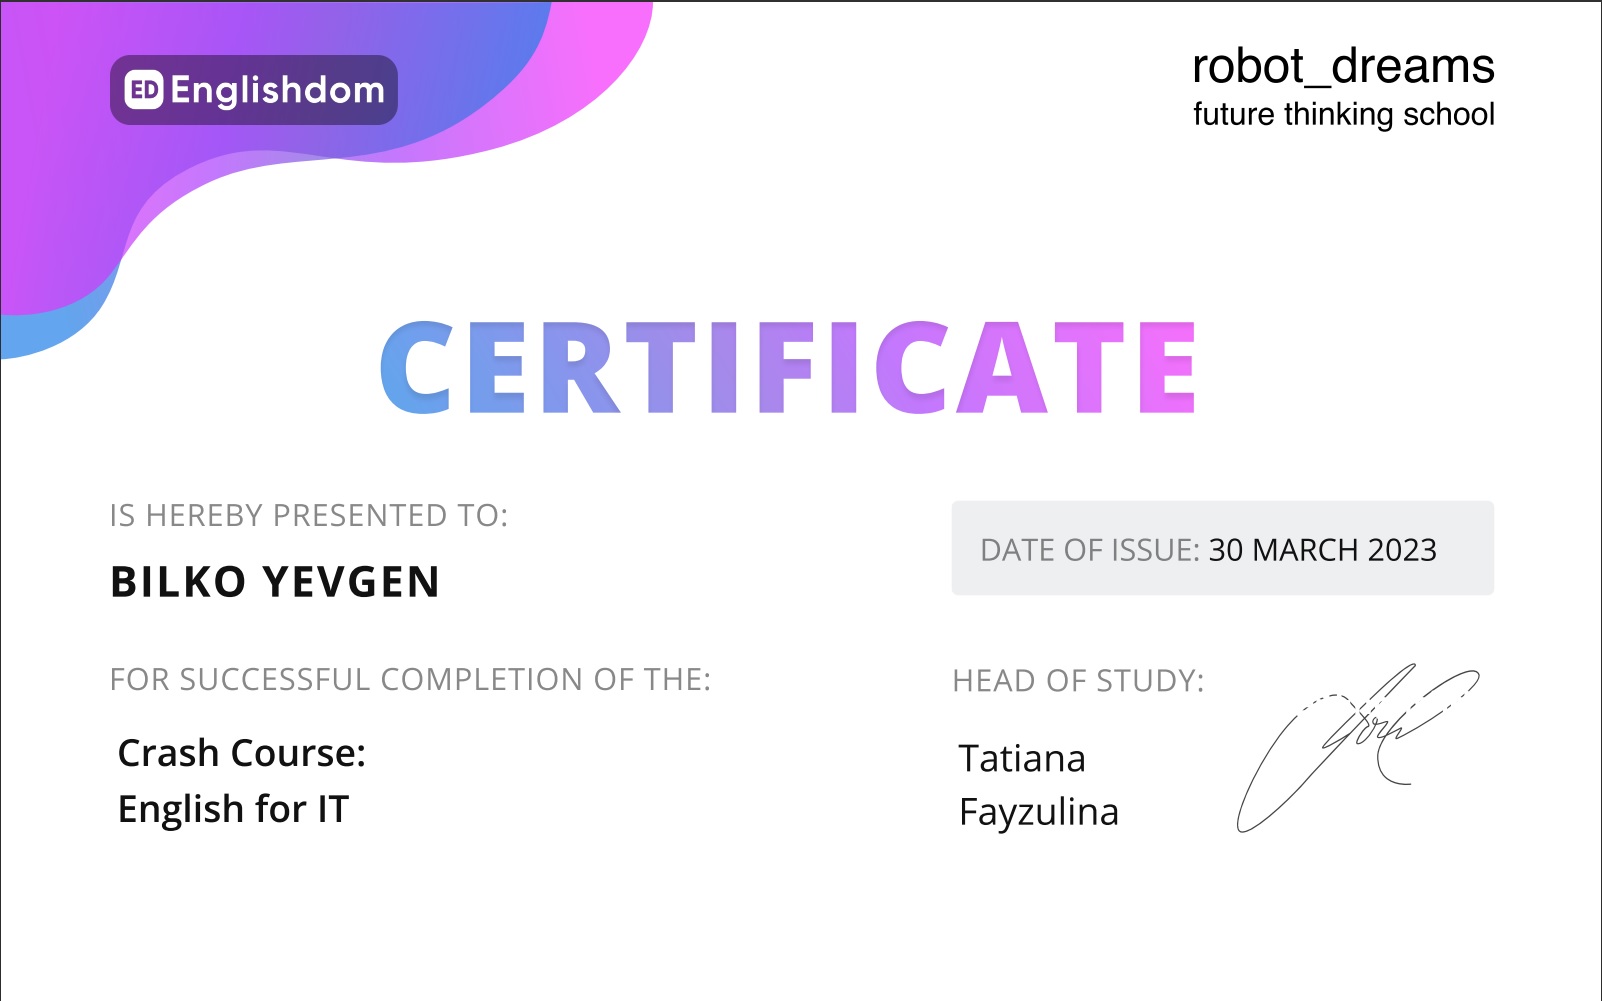 ED Englishdom
robot_dreams
future thinking school
CERTIFICATE
IS HEREBY PRESENTED TO:
BILKO YEVGEN
DATE OF ISSUE: 30 MARCH 2023
FOR SUCCESSFUL COMPLETION OF THE:
Crash Course:
English for IT
HEAD OF STUDY:
Tatiana
Fayzulina